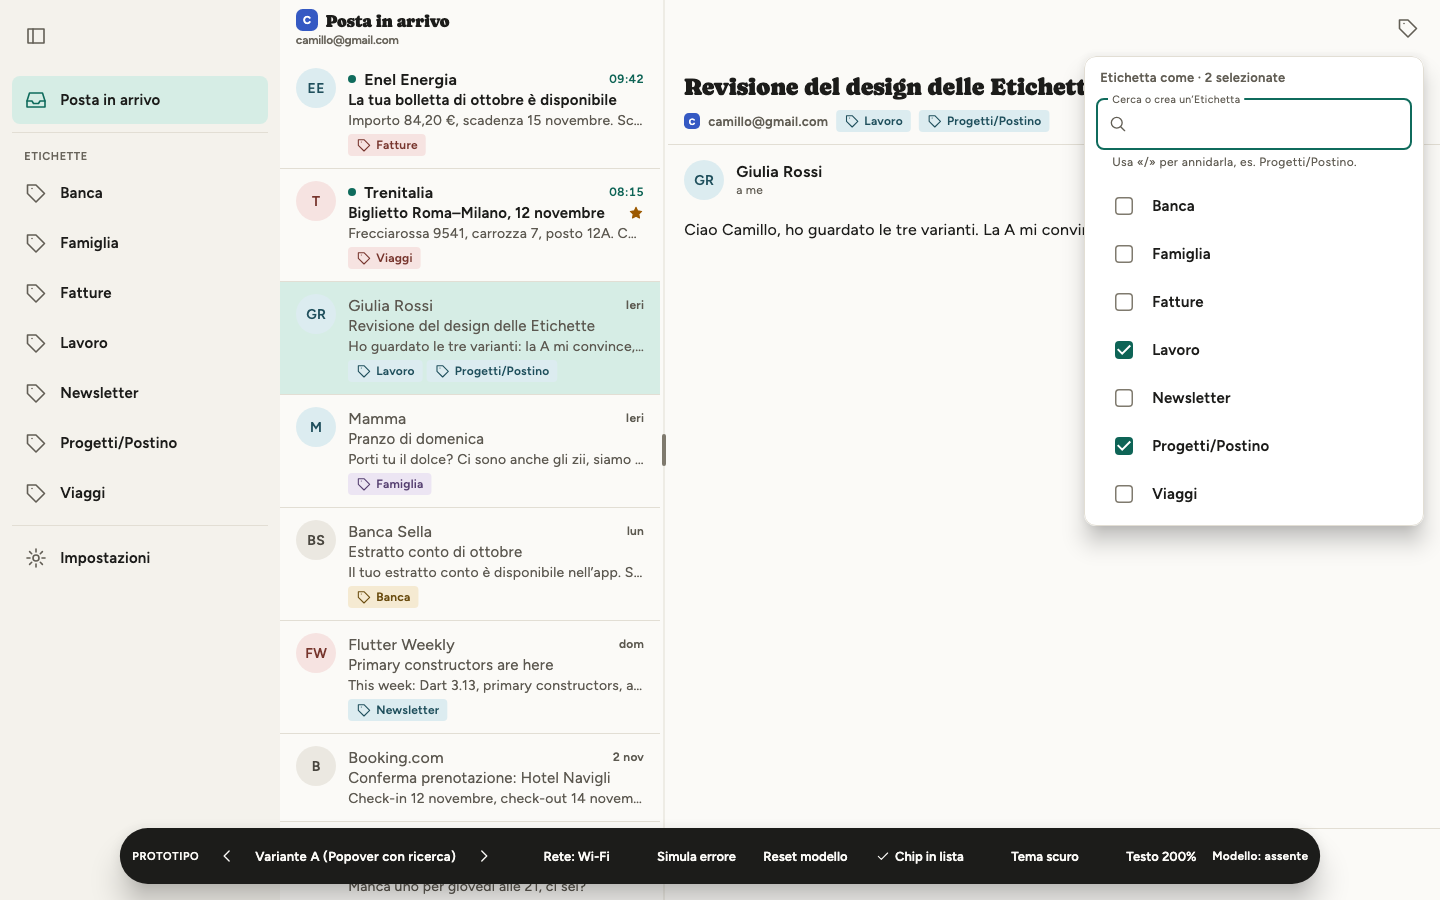 Posta in arrivo
ETICHETTE
Banca
Famiglia
Fatture
Lavoro
Newsletter
Progetti/Postino
Viaggi
Impostazioni
C Posta in arrivo
camillo@gmail.com
EE Enel Energia 09:42
La tua bolletta di ottobre è disponibile
Importo 84,20 €, scadenza 15 novembre. Sc…
Fatture
T Trenitalia 08:15
Biglietto Roma–Milano, 12 novembre
Frecciarossa 9541, carrozza 7, posto 12A. C…
Viaggi
GR Giulia Rossi Ieri
Revisione del design delle Etichette
Ho guardato le tre varianti: la A mi convince,…
Lavoro Progetti/Postino
M Mamma Ieri
Pranzo di domenica
Porti tu il dolce? Ci sono anche gli zii, siamo …
Famiglia
BS Banca Sella lun
Estratto conto di ottobre
Il tuo estratto conto è disponibile nell’app. S…
Banca
FW Flutter Weekly dom
Primary constructors are here
This week: Dart 3.13, primary constructors, a…
Newsletter
B Booking.com 2 nov
Conferma prenotazione: Hotel Navigli
Check-in 12 novembre, check-out 14 novem…
Manca uno per giovedì alle 21, ci sei?
Revisione del design delle Etichett
C camillo@gmail.com Lavoro Progetti/Postino
GR Giulia Rossi
a me
Ciao Camillo, ho guardato le tre varianti. La A mi convi
Etichetta come · 2 selezionate
Cerca o crea un’Etichetta
Usa «/» per annidarla, es. Progetti/Postino.
Banca
Famiglia
Fatture
Lavoro
Newsletter
Progetti/Postino
Viaggi
PROTOTIPO Variante A (Popover con ricerca) Rete: Wi-Fi Simula errore Reset modello Chip in lista Tema scuro Testo 200% Modello: assente